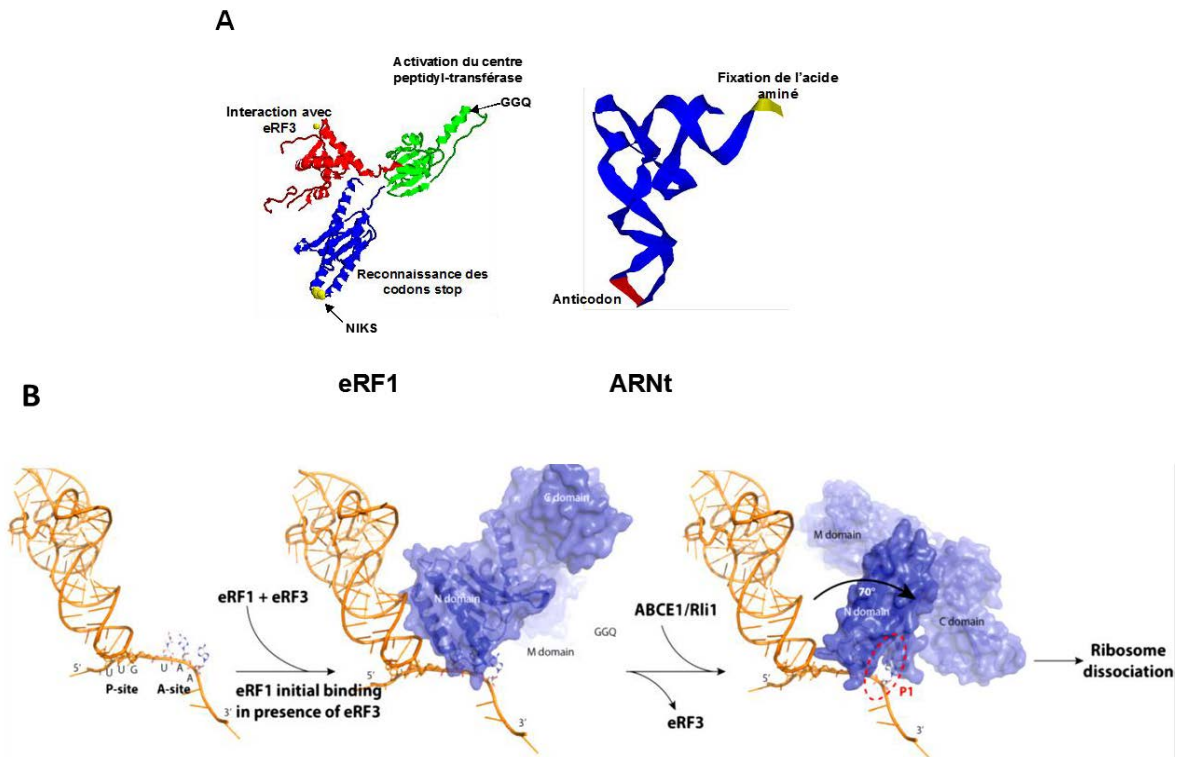 A
Activation du centre
peptidyl-transférase
GGQ
Interaction avec
eRF3
Reconnaissance des
codons stop
NIKS
Fixation de l'acide
aminé
Anticodon
eRF1
ARNt
B
5'
U U G
U A A
P-site
A-site
3'
eRF1 + eRF3
eRF1 initial binding
in presence of eRF3
C domain
N domain
M domain
GGQ
5'
3'
ABCE1/Rli1
eRF3
M domain
70°
N domain
C domain
P1
5'
3'
Ribosome
dissociation